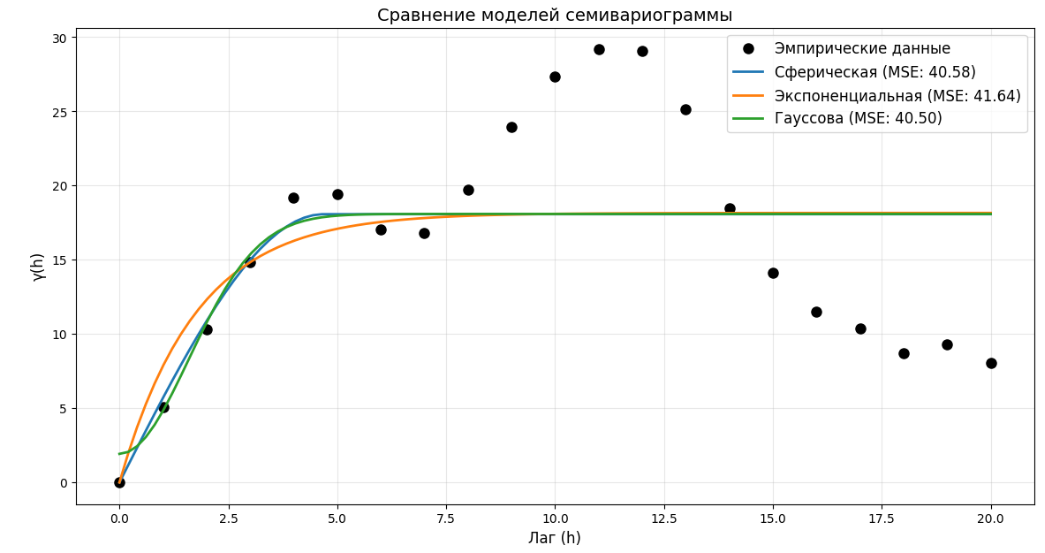 Сравнение моделей семивариограммы
Эмпирические данные
Сферическая (MSE: 40.58)
Экспоненциальная (MSE: 41.64)
Гауссова (MSE: 40.50)
γ(h)
30
25
20
15
10
5
0
0.0 2.5 5.0 7.5 10.0 12.5 15.0 17.5 20.0
Лаг (h)